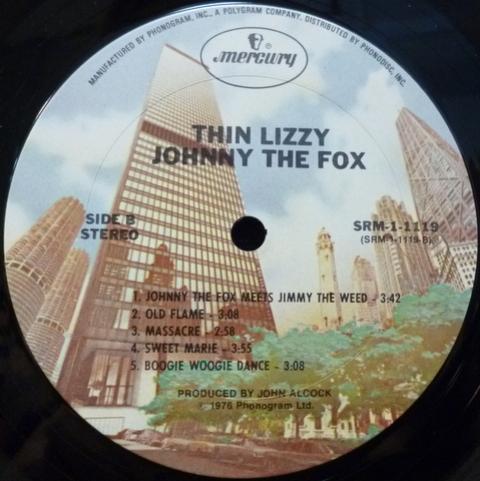 MANUFACTURED BY PHONOGRAM, INC., A POLYGRAM COMPANY, DISTRIBUTED BY PHONODISC, INC.
mercury
®
THIN LIZZY
JOHNNY THE FOX
SIDE B
STEREO
SRM-1-1119
(SRM-1-1119-B)
1. JOHNNY THE FOX MEETS JIMMY THE WEED - 3:42
2. OLD FLAME - 3:08
3. MASSACRE - 2:58
4. SWEET MARIE - 3:55
5. BOOGIE WOOGIE DANCE - 3:08
PRODUCED BY JOHN ALCOCK
℗ 1976 Phonogram Ltd.